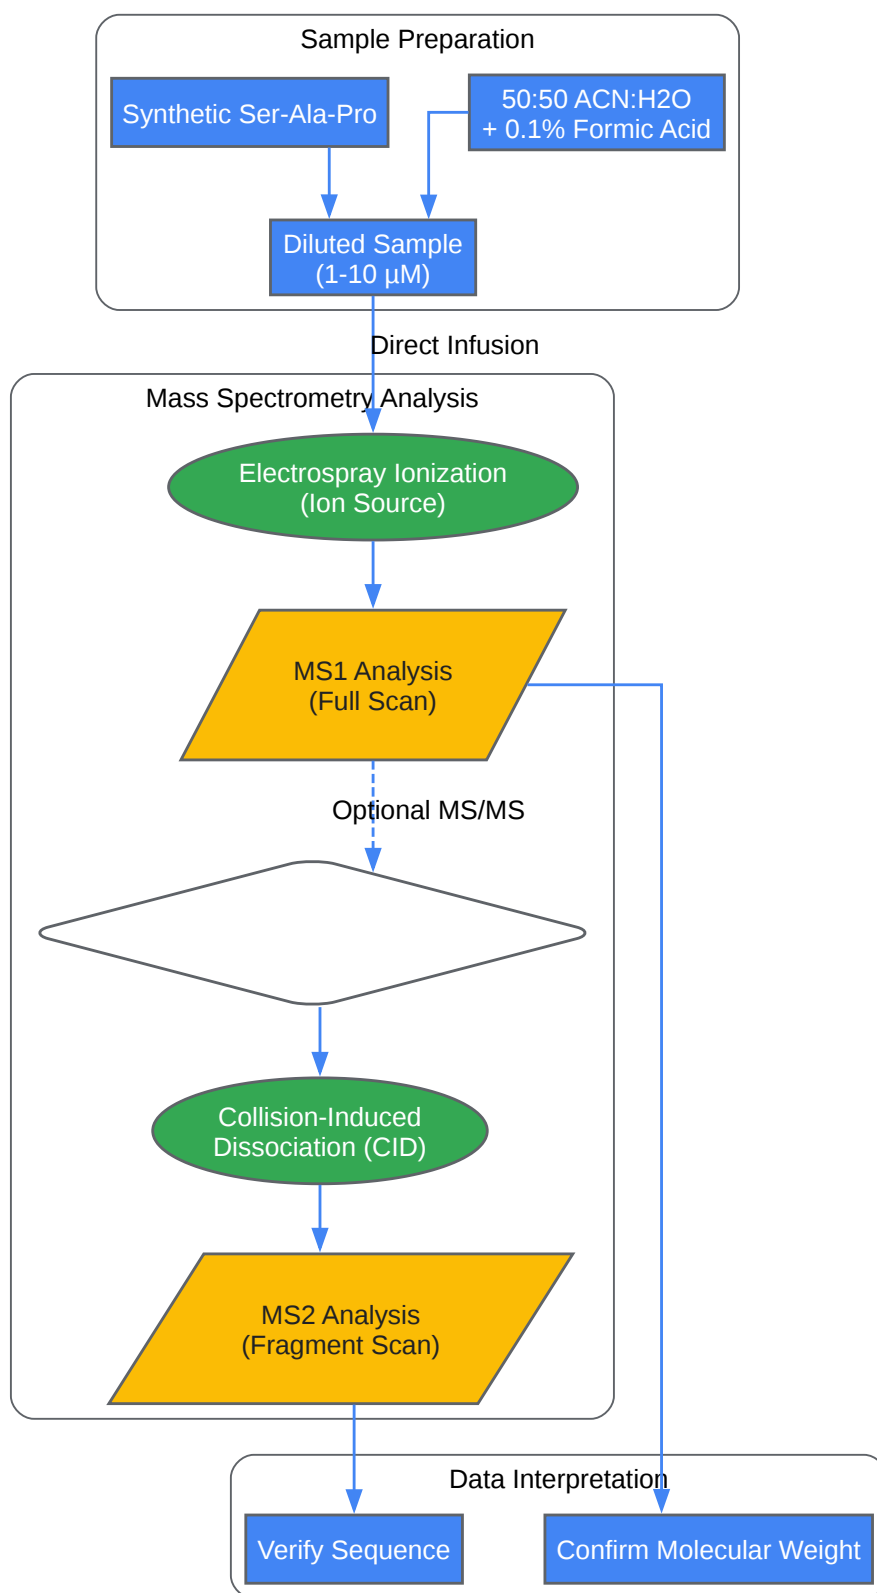 Sample Preparation
Synthetic Ser-Ala-Pro
50:50 ACN:H2O
+ 0.1% Formic Acid
Diluted Sample
(1-10 µM)
Direct Infusion
Mass Spectrometry Analysis
Electrospray Ionization
(Ion Source)
MS1 Analysis
(Full Scan)
Optional MS/MS
Collision-Induced
Dissociation (CID)
MS2 Analysis
(Fragment Scan)
Data Interpretation
Verify Sequence
Confirm Molecular Weight